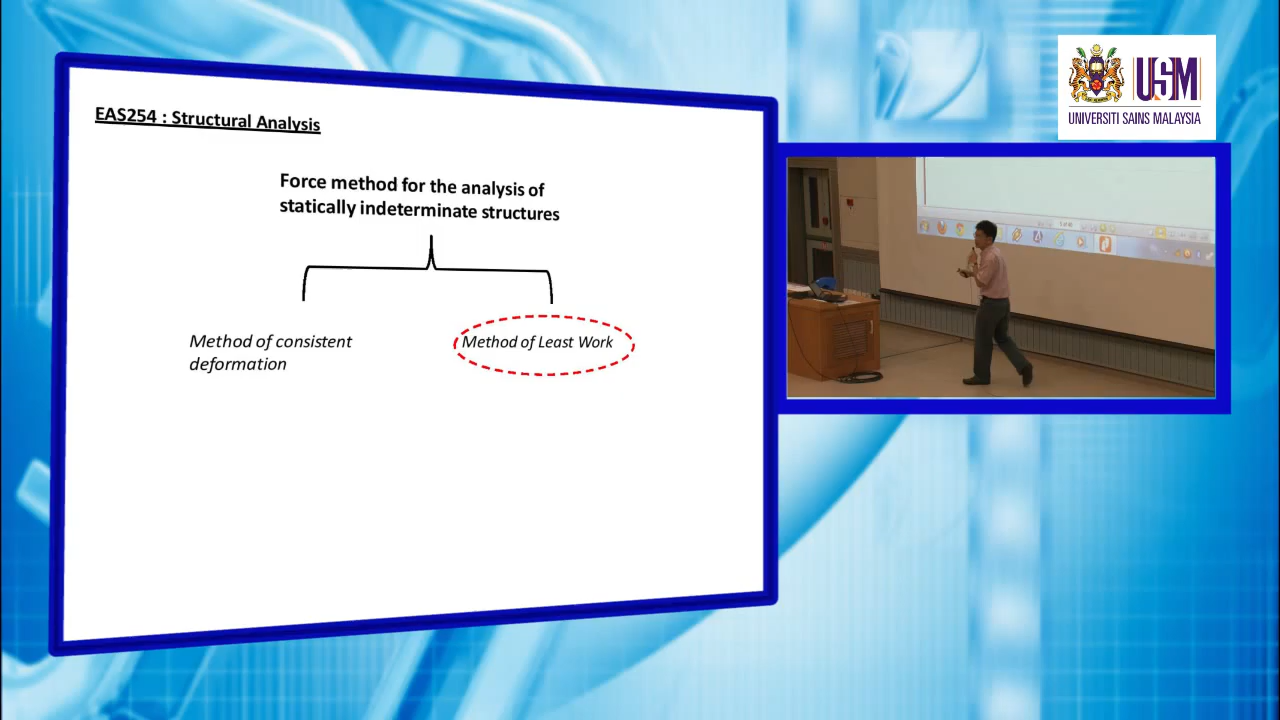 EAS254 : Structural Analysis
Force method for the analysis of
statically indeterminate structures
Method of consistent
deformation
Method of Least Work
USM
UNIVERSITI SAINS MALAYSIA